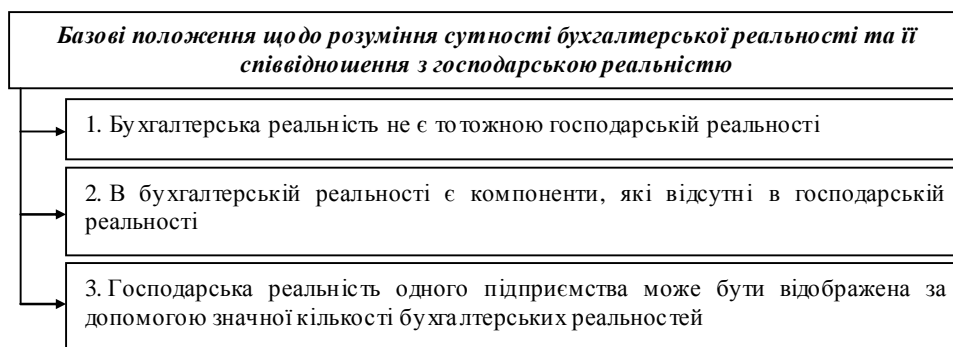 Базові положення щодо розуміння сутності бухгалтерської реальності та її
співвідношення з господарською реальністю
1. Бухгалтерська реальність не є тотожною господарській реальності
2. В бухгалтерській реальності є компоненти, які відсутні в господарській
реальності
3. Господарська реальність одного підприємства може бути відображена за
допомогою значної кількості бухгалтерських реальностей